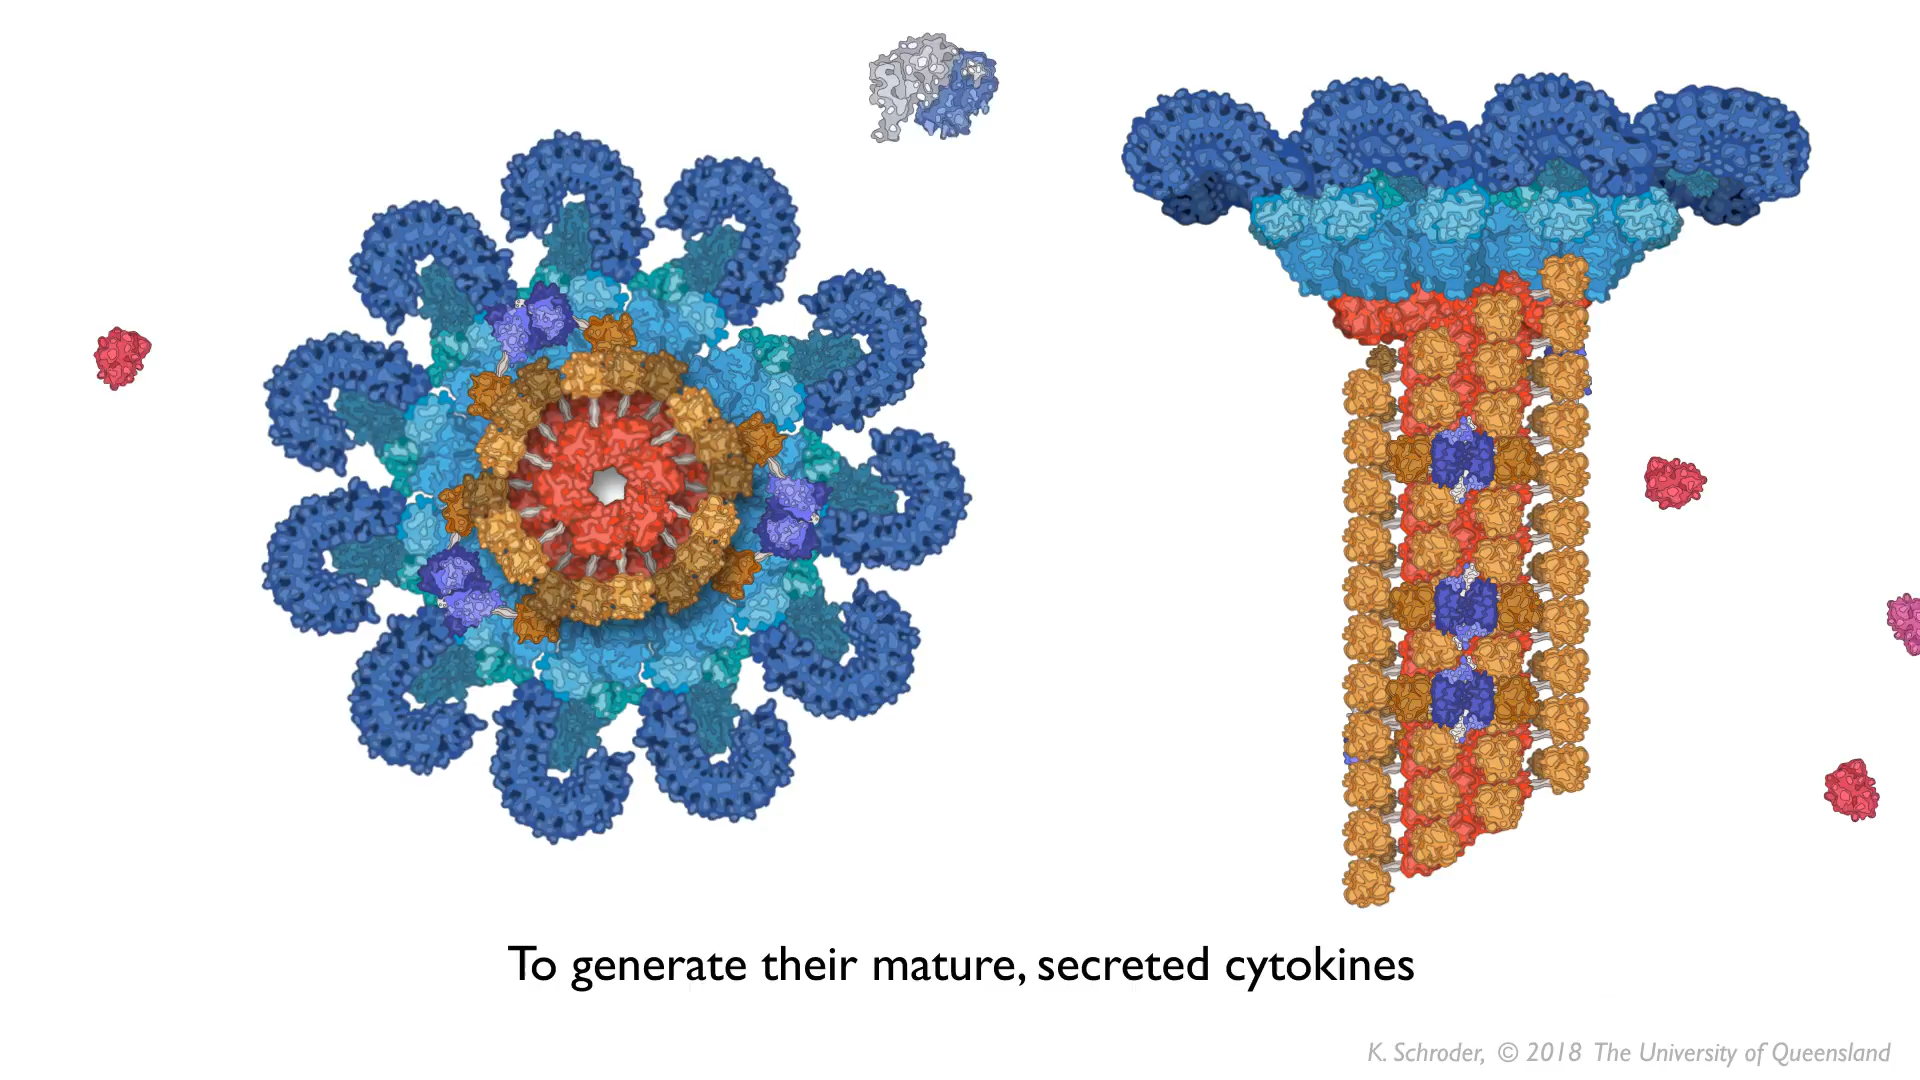 To generate their mature, secreted cytokines
K. Schroder, © 2018 The University of Queensland